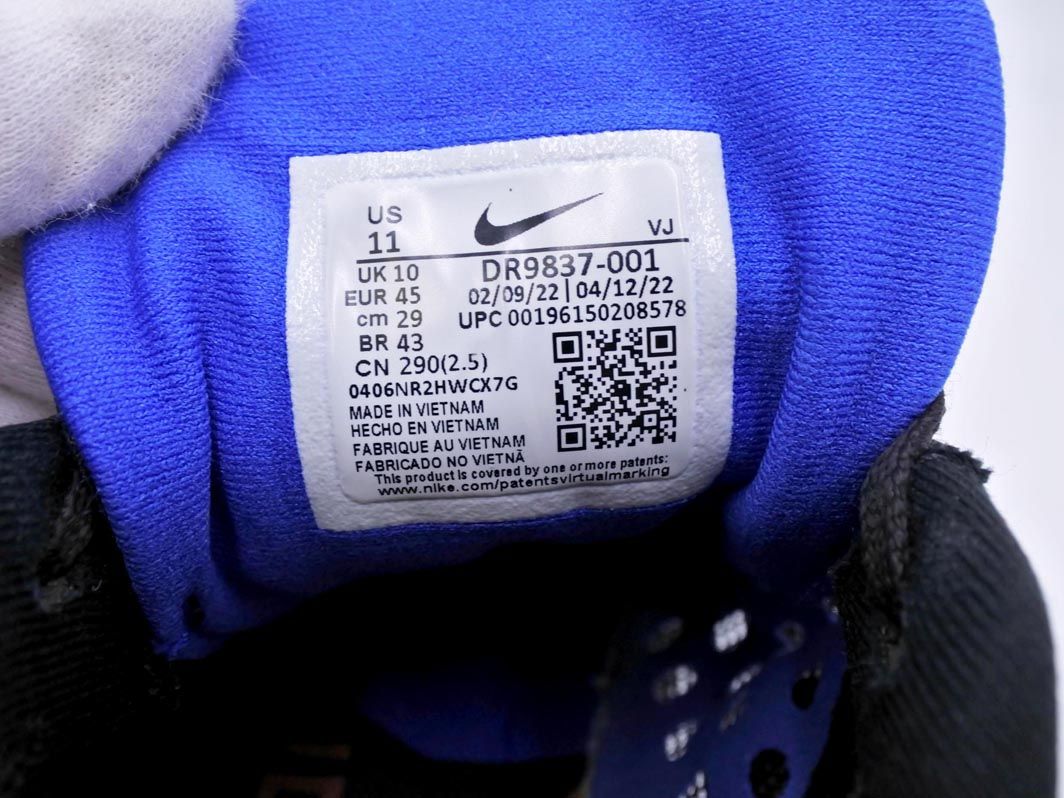 US
11
VJ
UK 10
DR9837-001
EUR 45
02/09/22 | 04/12/22
cm 29
UPC 00196150208578
BR 43
CN 290(2.5)
0406NR2HWCX7G
MADE IN VIETNAM
HECHO EN VIETNAM
FABRIQUE AU VIETNAM
FABRICADO NO VIETNÃ
This product is covered by one or more patents:
www.nike.com/patentsvirtualmarking